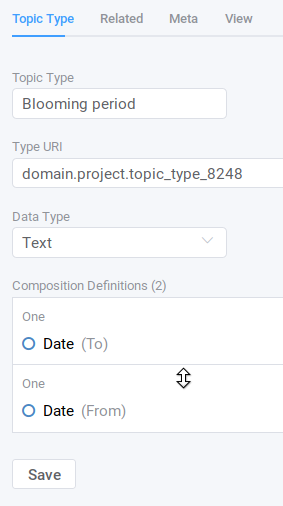 Topic Type Related Meta View
Topic Type
Blooming period
Type URI
domain.project.topic_type_8248
Data Type
Text
Composition Definitions (2)
One
Date (To)
One
Date (From)
Save